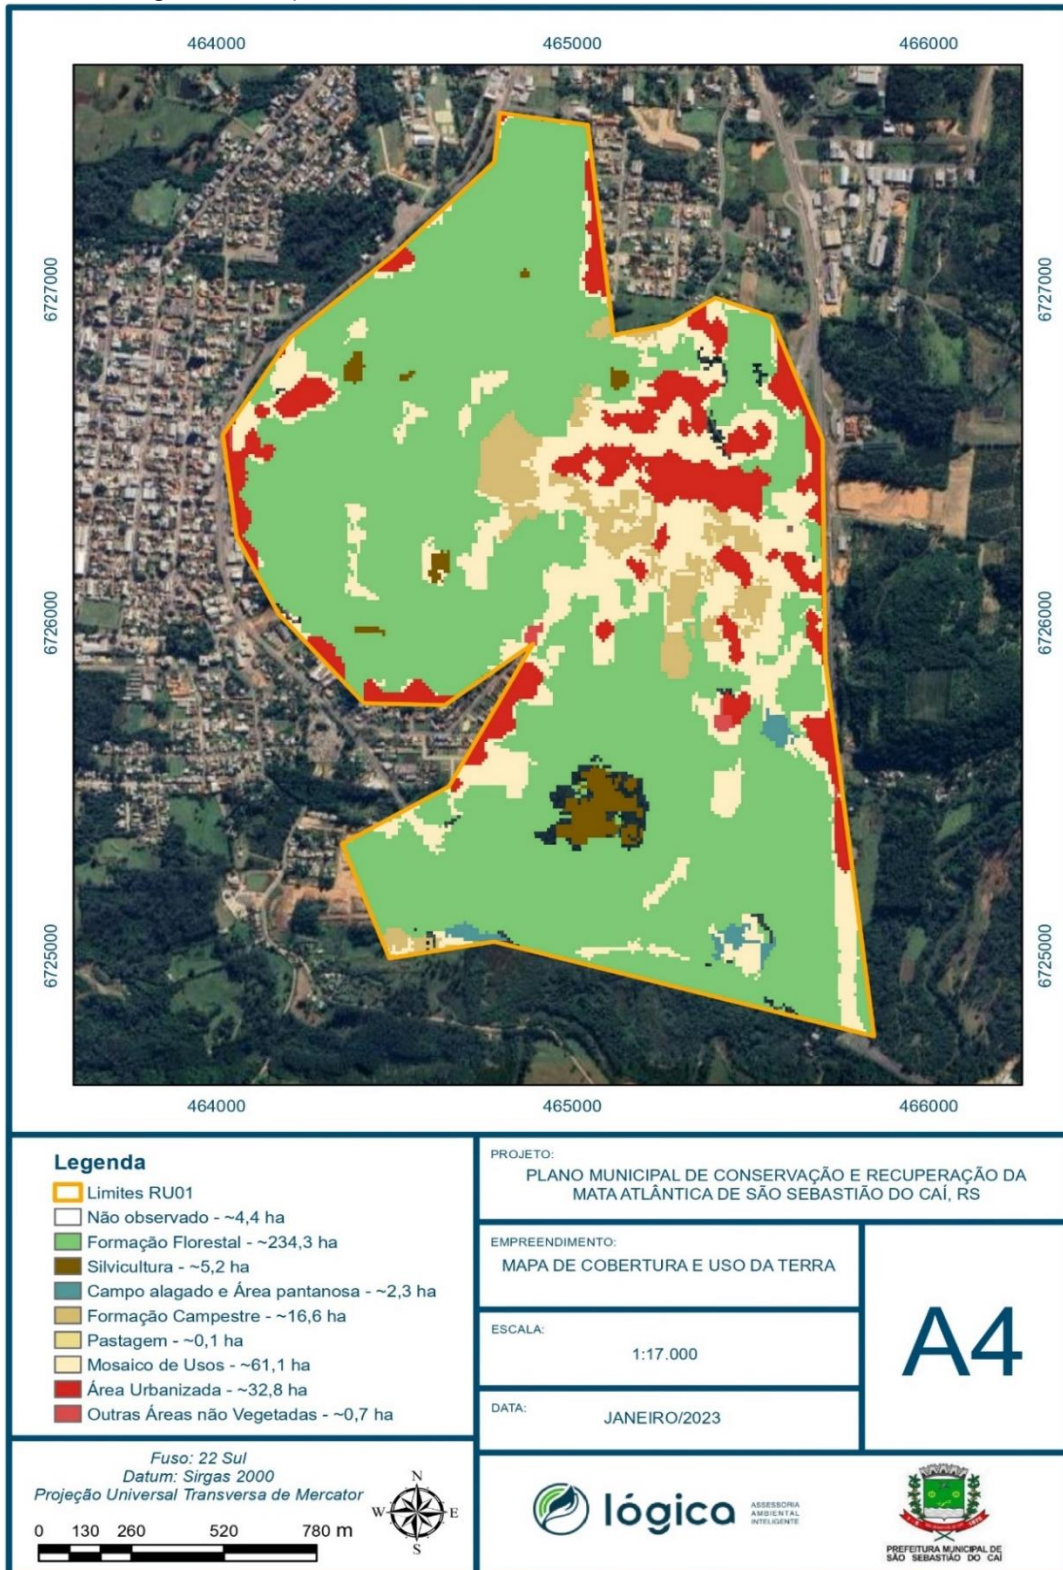 464000 465000 466000
6727000 6727000
6726000 6726000
6725000 6725000
464000 465000 466000
Legenda
Limites RU01
Não observado - ~4,4 ha
Formação Florestal - ~234,3 ha
Silvicultura - ~5,2 ha
Campo alagado e Área pantanosa - ~2,3 ha
Formação Campestre - ~16,6 ha
Pastagem - ~0,1 ha
Mosaico de Usos - ~61,1 ha
Área Urbanizada - ~32,8 ha
Outras Áreas não Vegetadas - ~0,7 ha
Fuso: 22 Sul
Datum: Sirgas 2000
Projeção Universal Transversa de Mercator
0 130 260 520 780 m
N
W E
S
PROJETO:
PLANO MUNICIPAL DE CONSERVAÇÃO E RECUPERAÇÃO DA
MATA ATLÂNTICA DE SÃO SEBASTIÃO DO CAÍ, RS
EMPREENDIMENTO:
MAPA DE COBERTURA E USO DA TERRA
ESCALA:
1:17.000
DATA:
JANEIRO/2023
A4
lógica
ASSESSORIA
AMBIENTAL
INTELIGENTE
PREFEITURA MUNICIPAL DE
SÃO SEBASTIÃO DO CAÍ